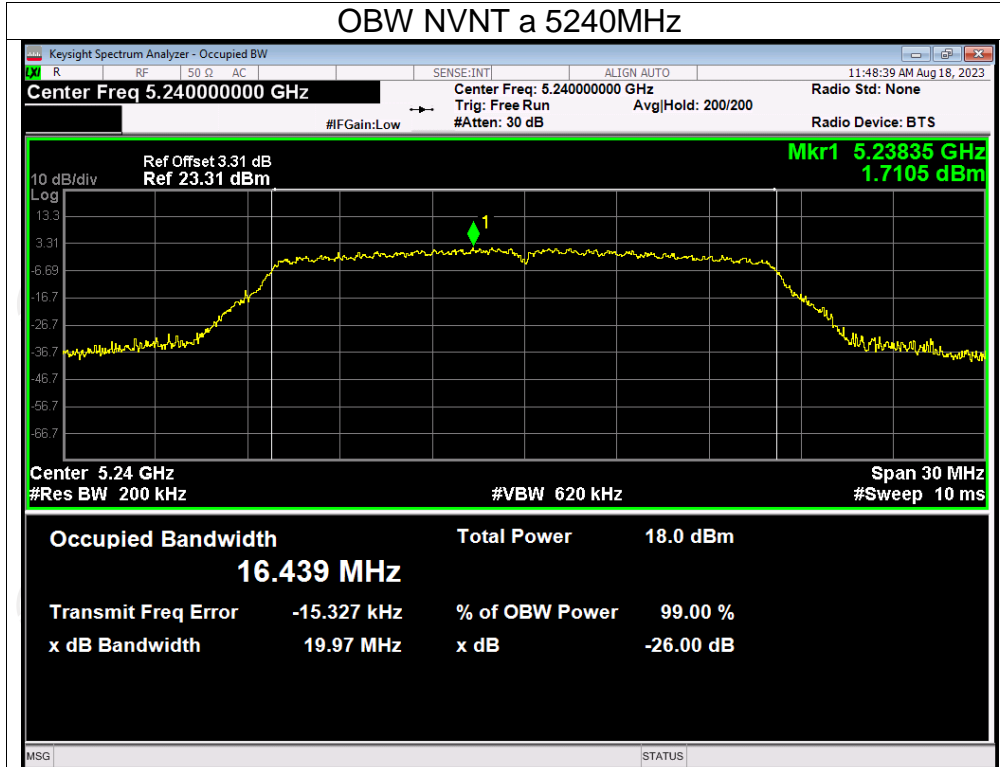 OBW NVNT a 5240MHz
Keysight Spectrum Analyzer - Occupied BW
LXI R RF 50 Ω AC SENSE:INT ALIGN AUTO 11:48:39 AM Aug 18, 2023
Center Freq 5.240000000 GHz Center Freq: 5.240000000 GHz Radio Std: None
Trig: Free Run Avg|Hold: 200/200
#IFGain:Low #Atten: 30 dB Radio Device: BTS
Mkr1 5.23835 GHz
1.7105 dBm
Ref Offset 3.31 dB
10 dB/div Ref 23.31 dBm
Log
13.3
1
3.31
-6.69
-16.7
-26.7
-36.7
-46.7
-56.7
-66.7
Center 5.24 GHz Span 30 MHz
#Res BW 200 kHz #VBW 620 kHz #Sweep 10 ms
Occupied Bandwidth Total Power 18.0 dBm
16.439 MHz
Transmit Freq Error -15.327 kHz % of OBW Power 99.00 %
x dB Bandwidth 19.97 MHz x dB -26.00 dB
MSG STATUS